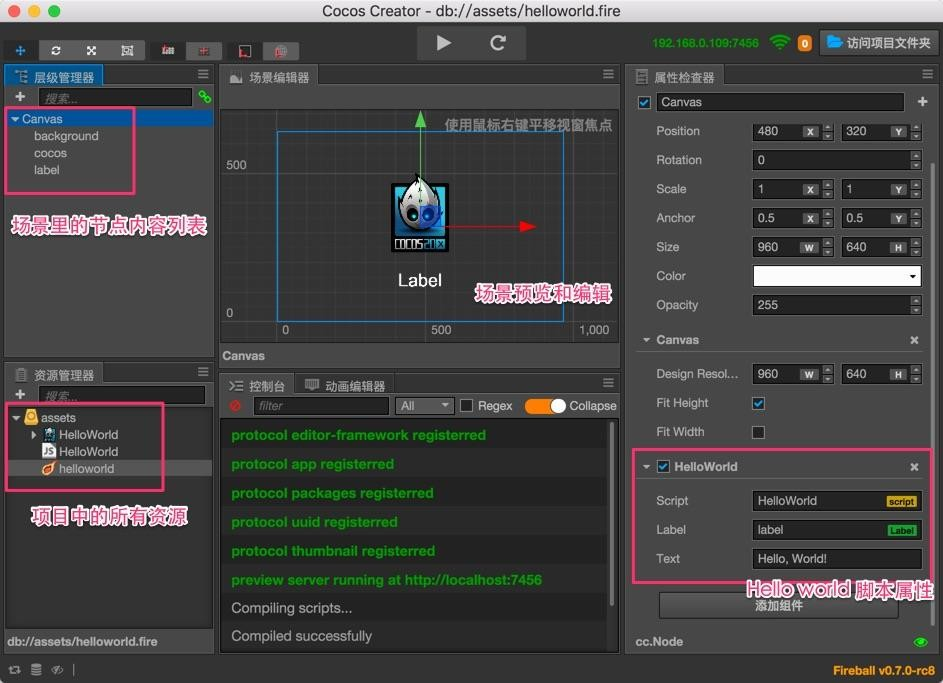 Cocos Creator - db://assets/helloworld.fire
192.168.0.109:7456
0
访问项目文件夹
层级管理器
搜索...
Canvas
background
cocos
label
场景里的节点内容列表
资源管理器
搜索...
assets
HelloWorld
JS HelloWorld
helloworld
项目中的所有资源
db://assets/helloworld.fire
场景编辑器
使用鼠标右键平移视窗焦点
500
0
0
500
1,000
COCOS2DX
Label
场景预览和编辑
Canvas
控制台
动画编辑器
filter
All
Regex
Collapse
protocol editor-framework registerred
protocol app registerred
protocol packages registerred
protocol uuid registerred
protocol thumbnail registerred
preview server running at http://localhost:7456
Compiling scripts...
Compiled successfully
属性检查器
Canvas
Position 480 X 320 Y
Rotation 0
Scale 1 X 1 Y
Anchor 0.5 X 0.5 Y
Size 960 W 640 H
Color
Opacity 255
Canvas
Design Resol... 960 W 640 H
Fit Height
Fit Width
HelloWorld
Script HelloWorld script
Label label Label
Text Hello, World!
Hello world 脚本属性
添加组件
cc.Node
Fireball v0.7.0-rc8